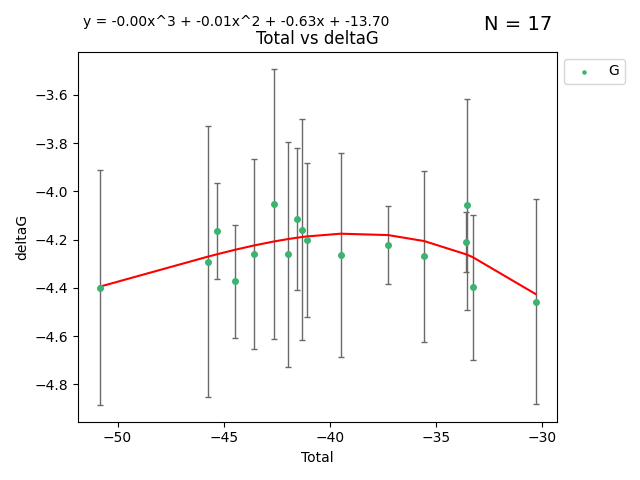 y = -0.00x^3 + -0.01x^2 + -0.63x + -13.70
N = 17
Total vs deltaG
G
−3.6
−3.8
−4.0
−4.2
−4.4
−4.6
−4.8
deltaG
−50
−45
−40
−35
−30
Total